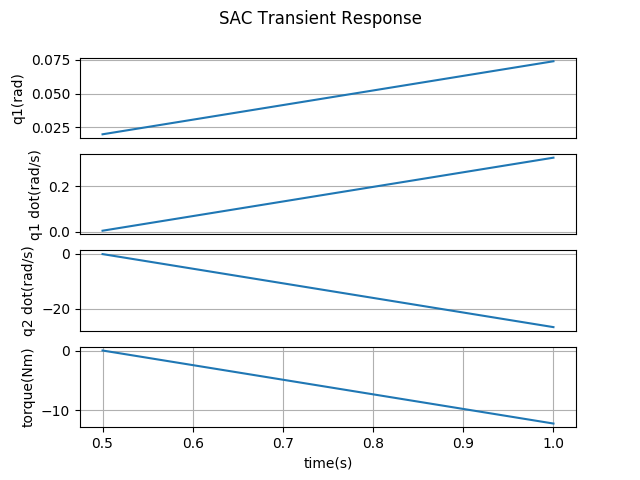 SAC Transient Response
0.075
0.050
0.025
q1(rad)
0.2
0.0
q1 dot(rad/s)
0
−20
q2 dot(rad/s)
0
−10
torque(Nm)
0.5 0.6 0.7 0.8 0.9 1.0
time(s)